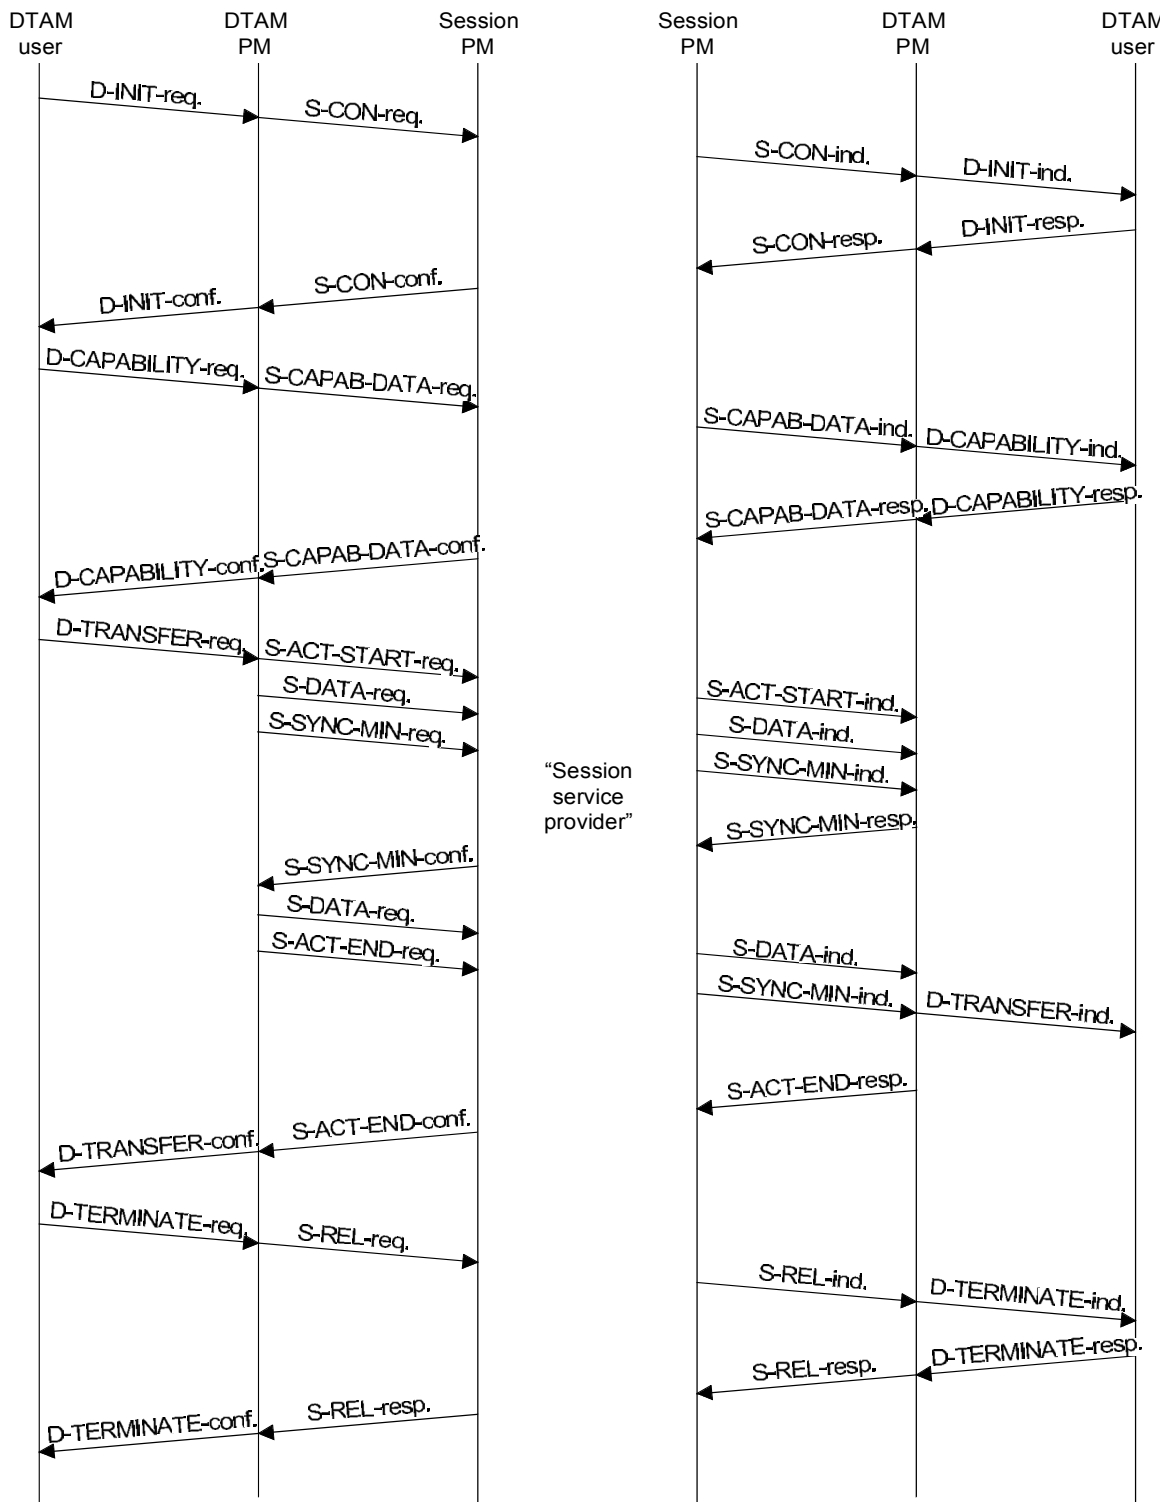 DTAM
user
DTAM
PM
Session
PM
Session
PM
DTAM
PM
DTAM
user
D-INIT-req.
S-CON-req.
S-CON-ind.
D-INIT-ind.
D-INIT-resp.
S-CON-resp.
S-CON-conf.
D-INIT-conf.
D-CAPABILITY-req.
S-CAPAB-DATA-req.
S-CAPAB-DATA-ind.
D-CAPABILITY-ind.
D-CAPABILITY-resp.
S-CAPAB-DATA-resp.
S-CAPAB-DATA-conf.
D-CAPABILITY-conf.
D-TRANSFER-req.
S-ACT-START-req.
S-DATA-req.
S-SYNC-MIN-req.
S-ACT-START-ind.
S-DATA-ind.
S-SYNC-MIN-ind.
“Session
service
provider”
S-SYNC-MIN-resp.
S-SYNC-MIN-conf.
S-DATA-req.
S-ACT-END-req.
S-DATA-ind.
S-SYNC-MIN-ind.
D-TRANSFER-ind.
S-ACT-END-resp.
S-ACT-END-conf.
D-TRANSFER-conf.
D-TERMINATE-req.
S-REL-req.
S-REL-ind.
D-TERMINATE-ind.
D-TERMINATE-resp.
S-REL-resp.
S-REL-resp.
D-TERMINATE-conf.